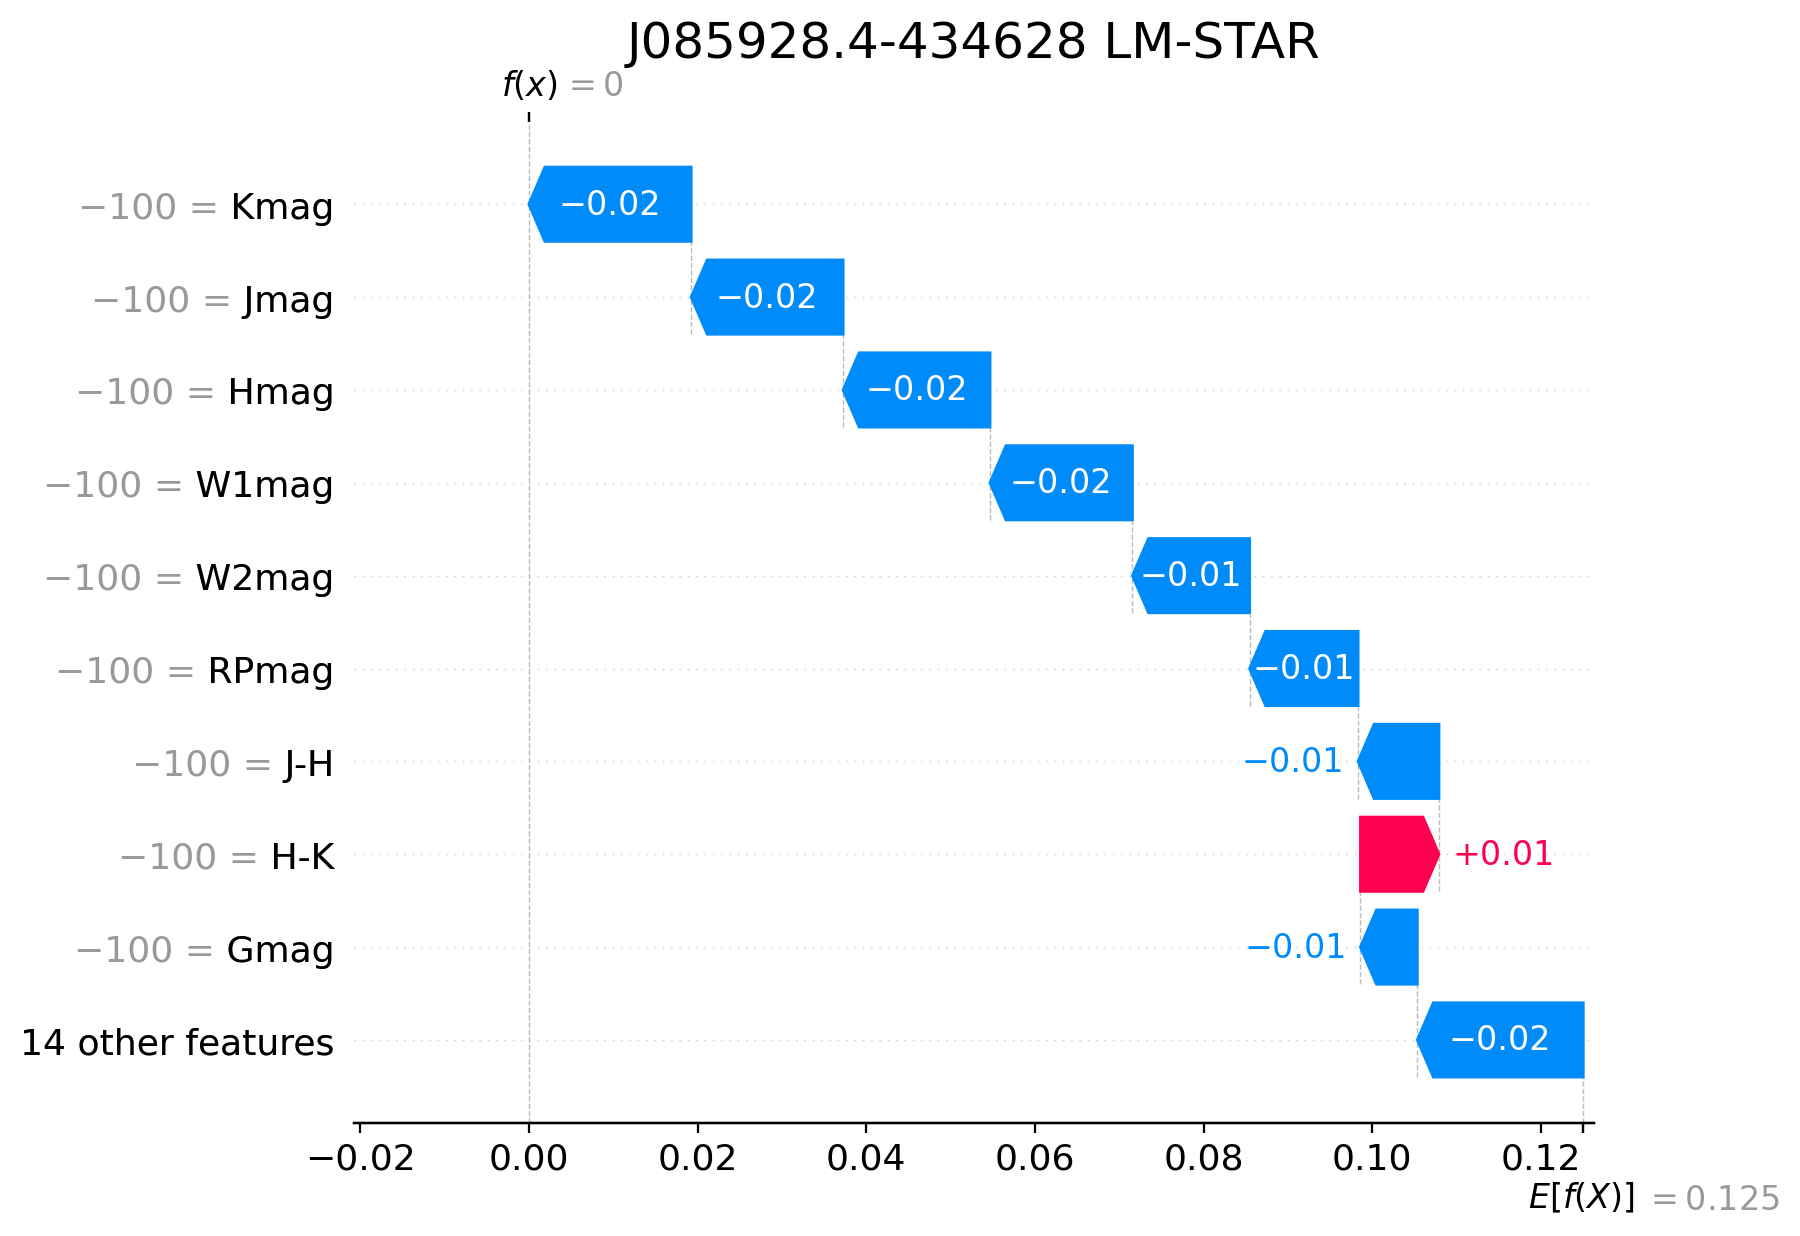 J085928.4-434628 LM-STAR
f(x) = 0
−100 = Kmag −0.02
−100 = Jmag −0.02
−100 = Hmag −0.02
−100 = W1mag −0.02
−100 = W2mag −0.01
−100 = RPmag −0.01
−100 = J-H −0.01
−100 = H-K +0.01
−100 = Gmag −0.01
14 other features −0.02
−0.02 0.00 0.02 0.04 0.06 0.08 0.10 0.12
E[f(X)] = 0.125